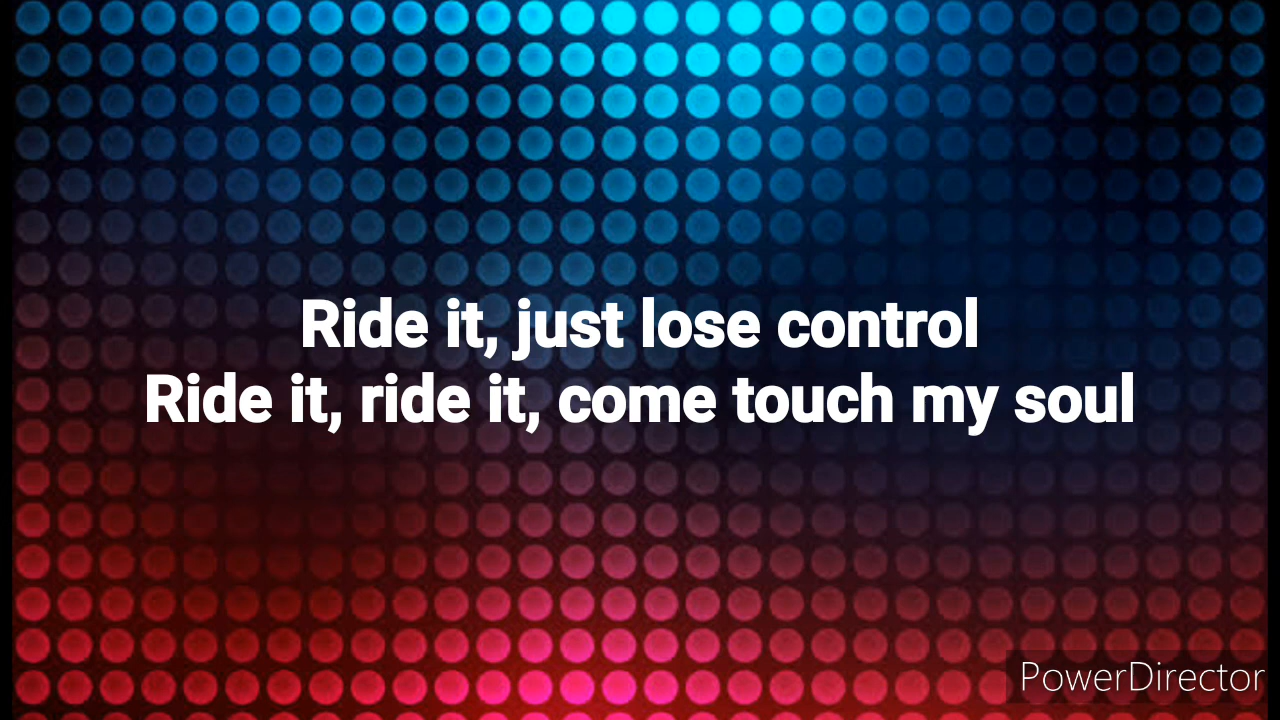 Ride it, just lose control
Ride it, ride it, come touch my soul
PowerDirector